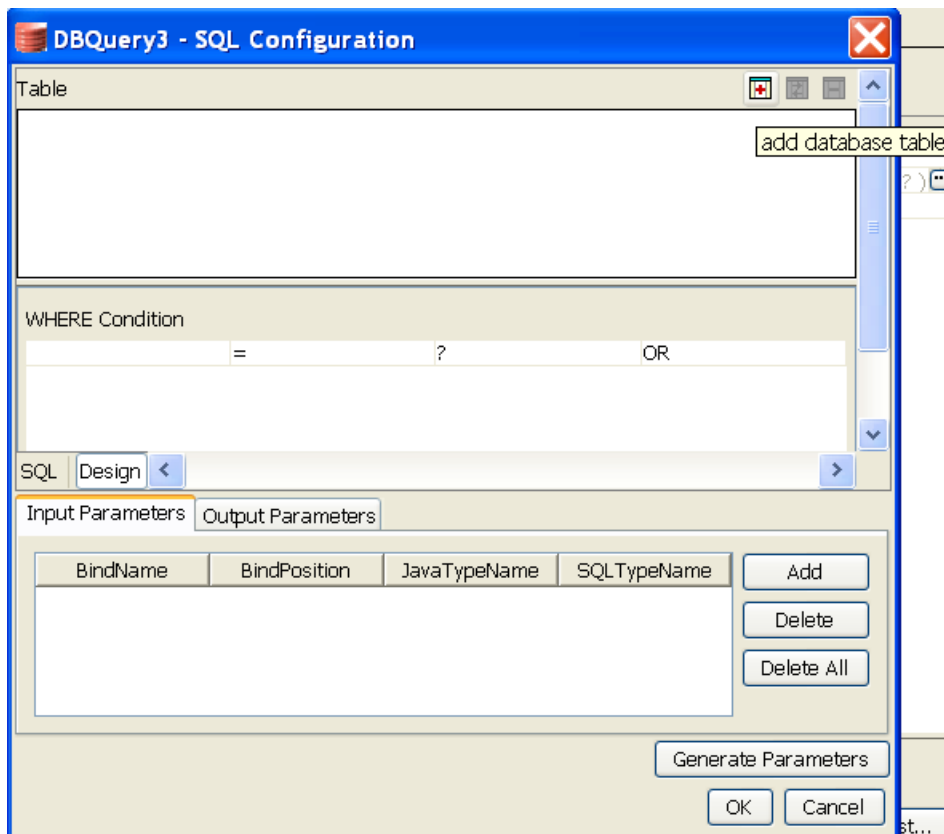 DBQuery3 - SQL Configuration
Table
add database table
? )
WHERE Condition
= ? OR
SQL Design
Input Parameters Output Parameters
BindName BindPosition JavaTypeName SQLTypeName Add
Delete
Delete All
Generate Parameters
OK Cancel
st...